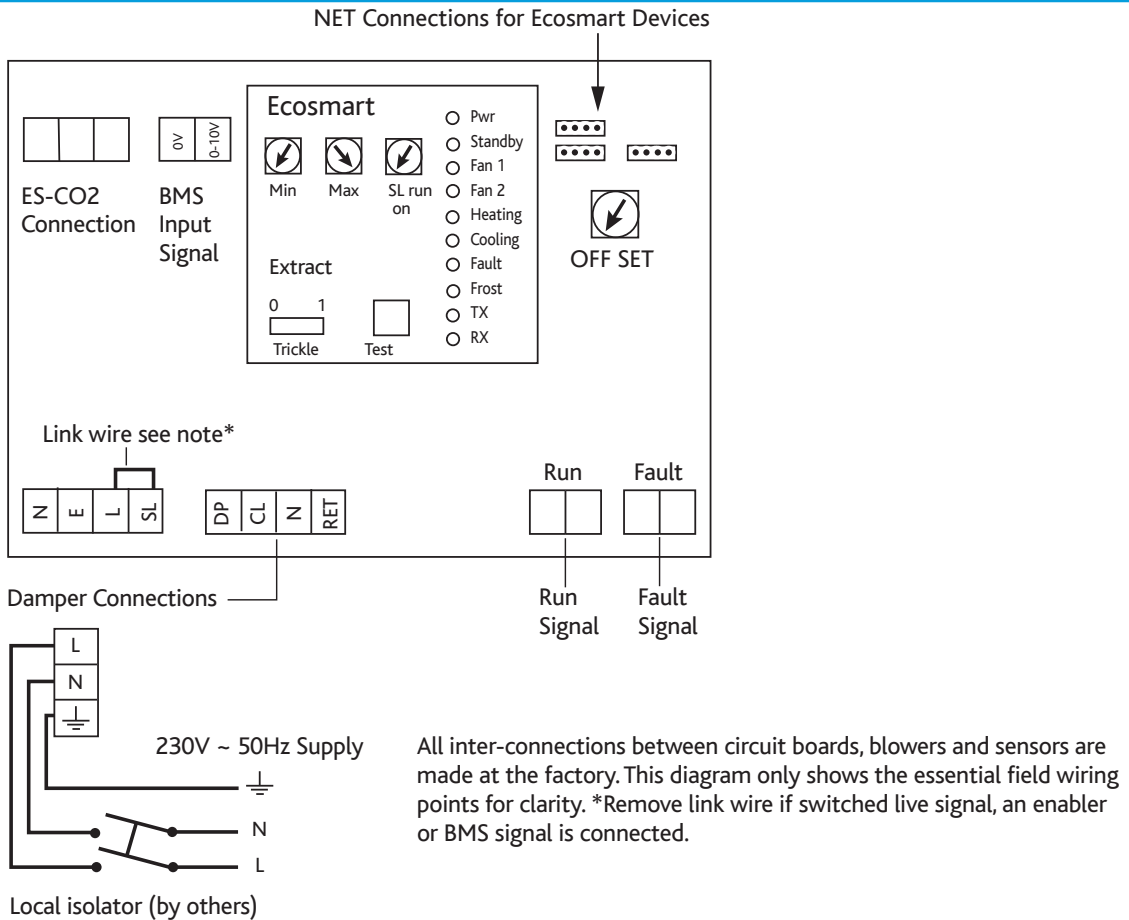 NET Connections for Ecosmart Devices
Ecosmart
Pwr
Standby
Fan 1
Fan 2
Heating
Cooling
Fault
Frost
TX
RX
0V
0-10V
Min
Max
SL run
on
ES-CO2
Connection
BMS
Input
Signal
OFF SET
Extract
0 1
Trickle
Test
Link wire see note*
N E L SL
DP CL N RET
Run
Fault
Damper Connections
Run
Signal
Fault
Signal
L
N
230V ~ 50Hz Supply
N
L
Local isolator (by others)
All inter-connections between circuit boards, blowers and sensors are
made at the factory. This diagram only shows the essential field wiring
points for clarity. *Remove link wire if switched live signal, an enabler
or BMS signal is connected.